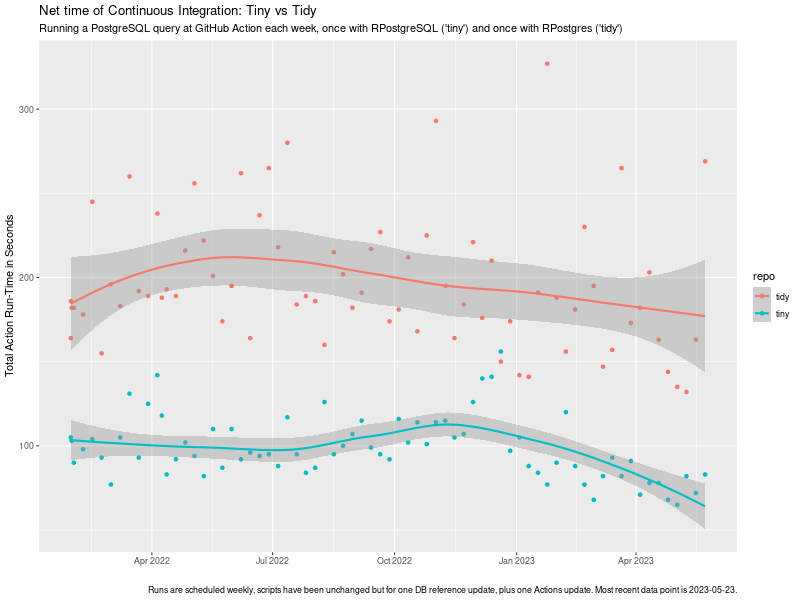 Net time of Continuous Integration: Tiny vs Tidy
Running a PostgreSQL query at GitHub Action each week, once with RPostgreSQL ('tiny') and once with RPostgres ('tidy')
Total Action Run-Time in Seconds
300
200
100
Apr 2022
Jul 2022
Oct 2022
Jan 2023
Apr 2023
repo
tidy
tiny
Runs are scheduled weekly, scripts have been unchanged but for one DB reference update, plus one Actions update. Most recent data point is 2023-05-23.